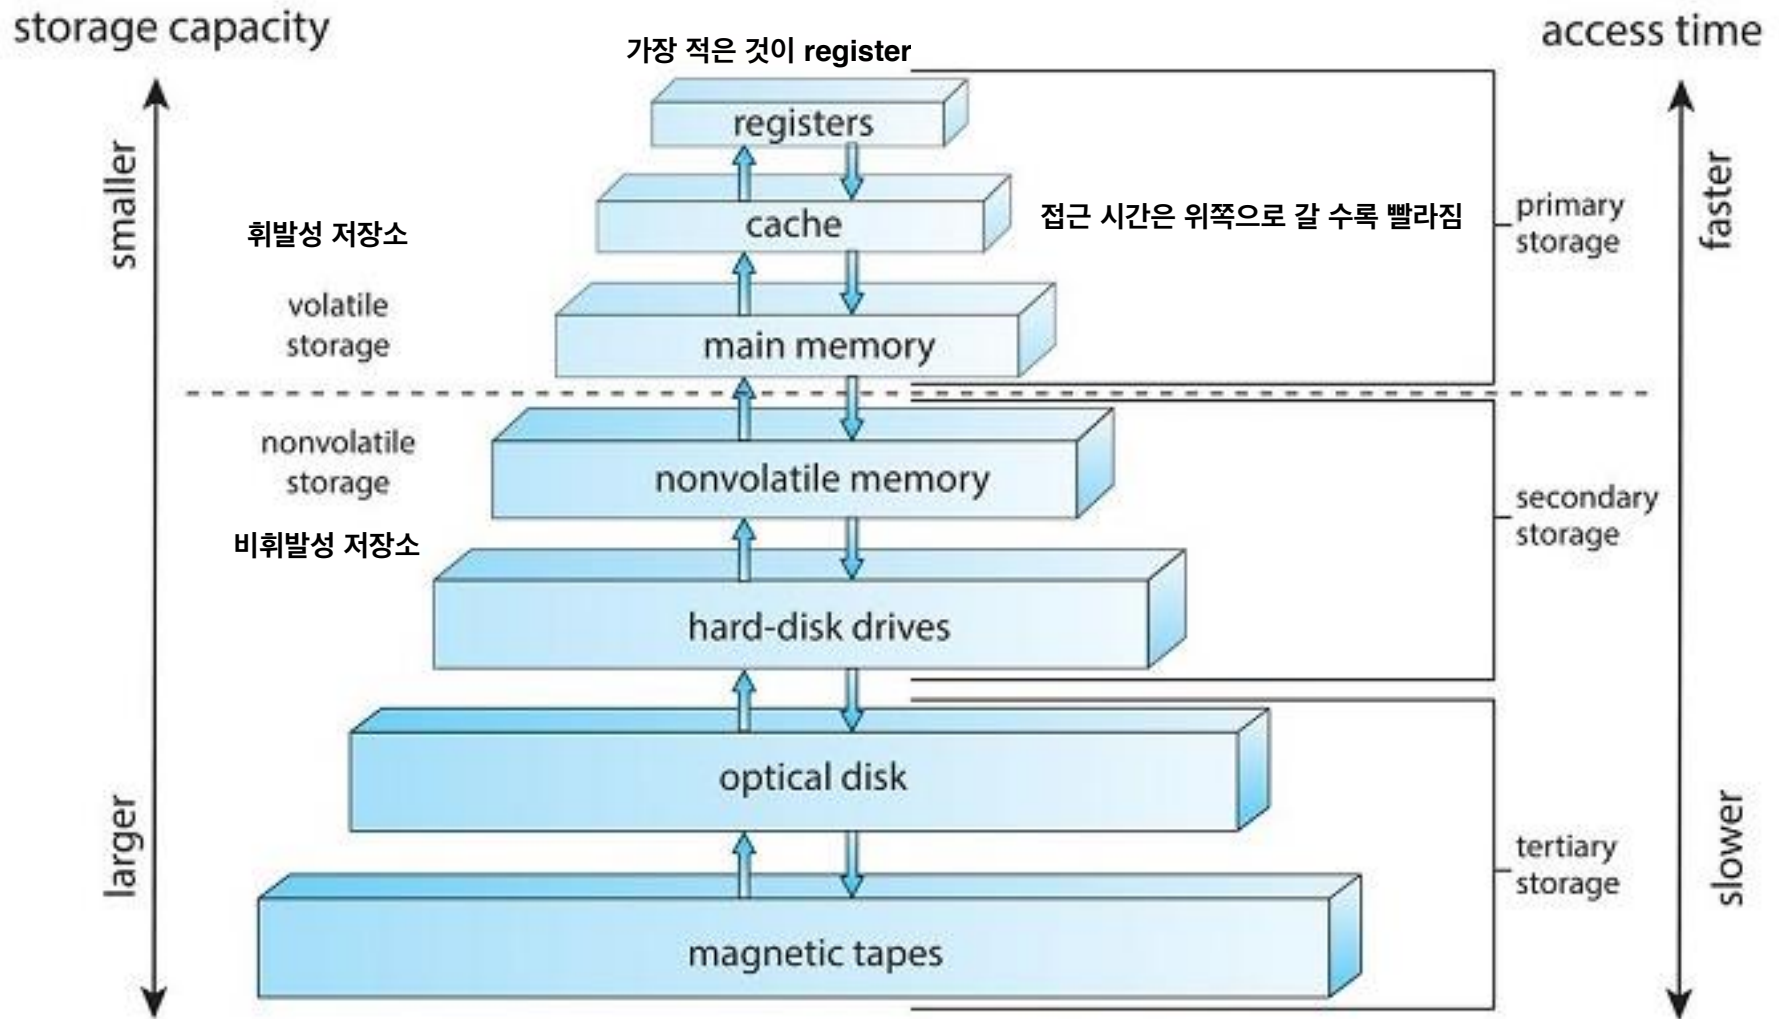 storage capacity
access time
가장 적은 것이 register
registers
smaller
faster
cache
접근 시간은 위쪽으로 갈 수록 빨라짐
primary
storage
휘발성 저장소
volatile
storage
main memory
nonvolatile
storage
nonvolatile memory
secondary
storage
비휘발성 저장소
hard-disk drives
optical disk
larger
slower
tertiary
storage
magnetic tapes